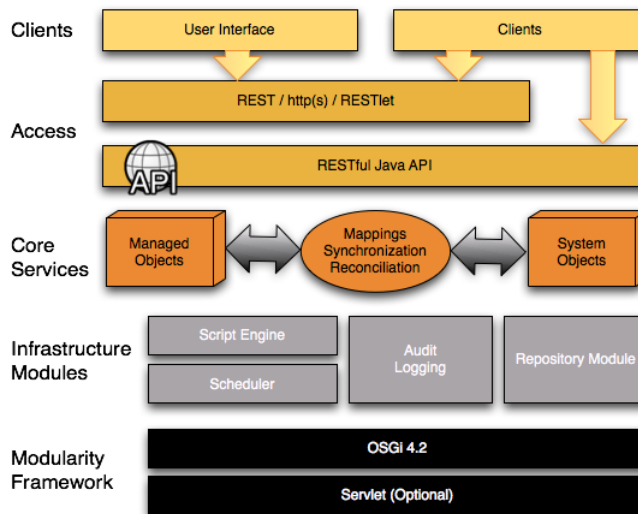 Clients
User Interface
Clients
REST / http(s) / RESTlet
Access
RESTful Java API
API
Core
Services
Managed
Objects
Mappings
Synchronization
Reconciliation
System
Objects
Infrastructure
Modules
Script Engine
Scheduler
Audit
Logging
Repository Module
Modularity
Framework
OSGi 4.2
Servlet (Optional)